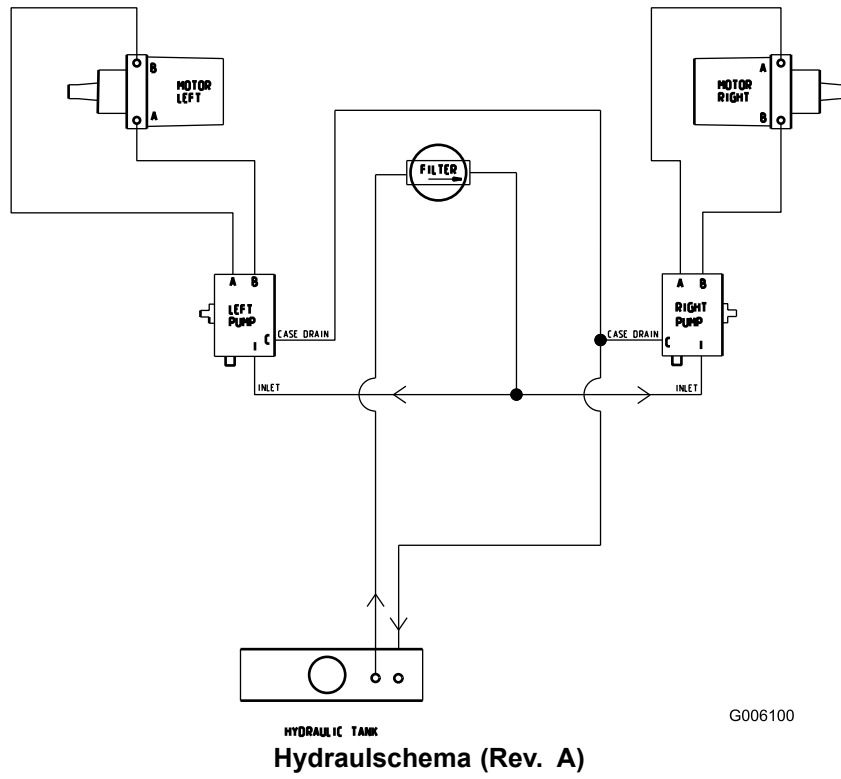 B
MOTOR
LEFT
A
A
MOTOR
RIGHT
B
FILTER
A B
LEFT
PUMP
C
I
CASE DRAIN
INLET
A B
RIGHT
PUMP
C
I
CASE DRAIN
INLET
HYDRAULIC TANK
G006100
Hydraulschema (Rev. A)